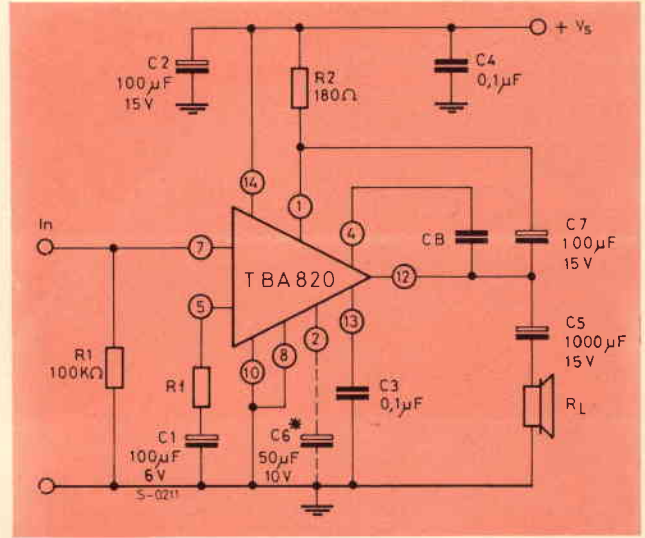 + Vs
C2
100µF
15V
R2
180Ω
C4
0,1µF
14
1
4
In
7
CB
C7
100µF
15V
TBA820
12
5
2
13
C5
1000µF
15V
R1
100KΩ
Rf
10
8
C3
0,1µF
RL
C1
100µF
6V
C6*
50µF
10V
S-0211